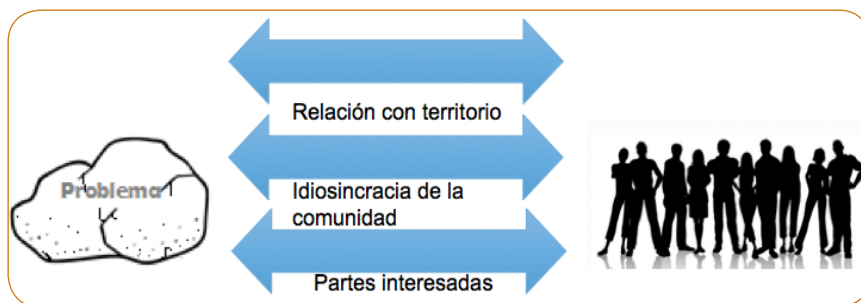 Relación con territorio
Problema
Idiosincracia de la
comunidad
Partes interesadas